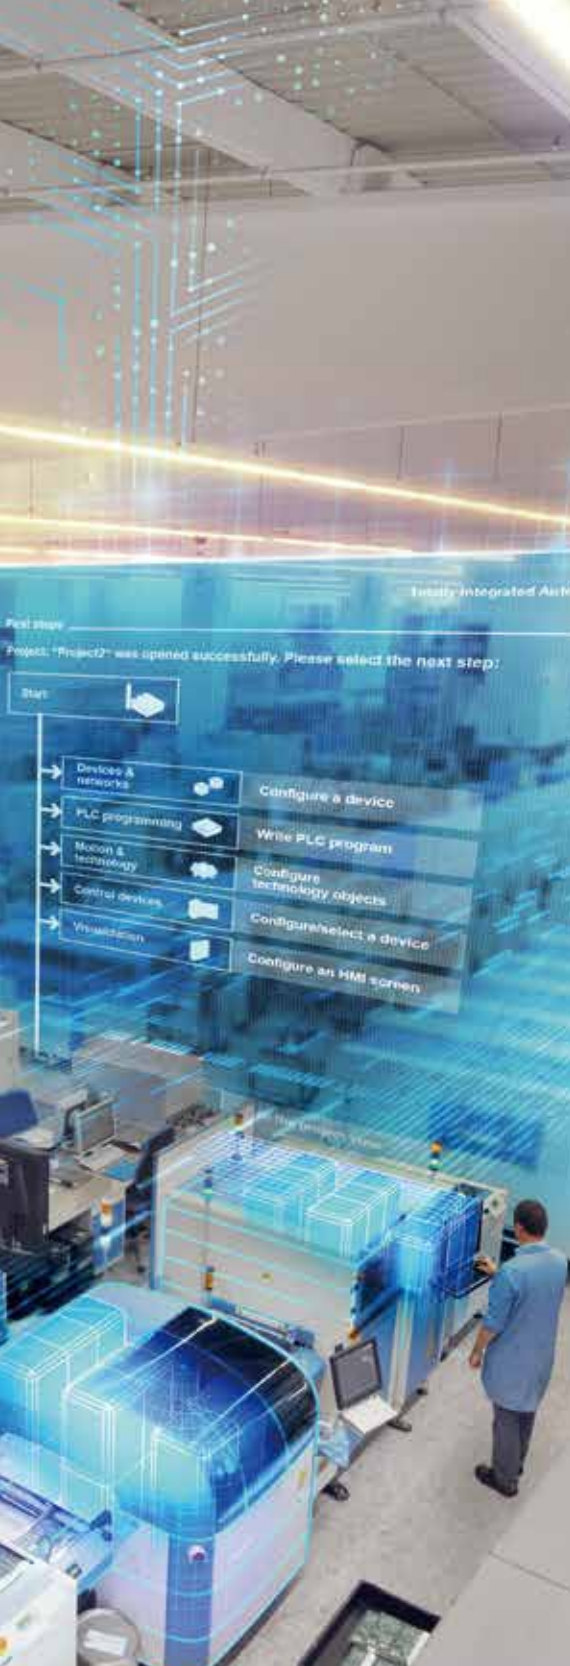 Totally Integrated Auto
First steps
Project: "Project2" was opened successfully. Please select the next step:
Start
Devices &
networks
Configure a device
PLC programming
Write PLC program
Motion &
technology
Configure
technology objects
Control devices
Configure/select a device
Visualization
Configure an HMI screen